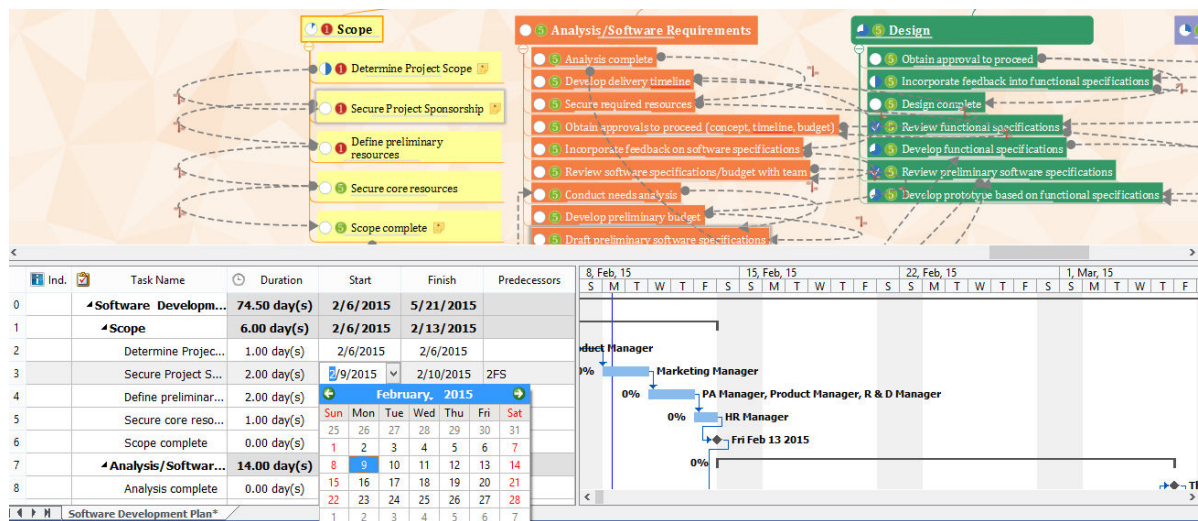 Scope
Determine Project Scope
Secure Project Sponsorship
Define preliminary
resources
Secure core resources
Scope complete
Analysis/Software Requirements
Analysis complete
Develop delivery timeline
Secure required resources
Obtain approvals to proceed (concept, timeline, budget)
Incorporate feedback on software specifications
Review software specifications/budget with team
Conduct needs analysis
Develop preliminary budget
Draft preliminary software specifications
Design
Obtain approval to proceed
Incorporate feedback into functional specifications
Design complete
Review functional specifications
Develop functional specifications
Review preliminary software specifications
Develop prototype based on functional specifications
Ind. Task Name Duration Start Finish Predecessors
0 Software Developm... 74.50 day(s) 2/6/2015 5/21/2015
1 Scope 6.00 day(s) 2/6/2015 2/13/2015
2 Determine Projec... 1.00 day(s) 2/6/2015 2/6/2015
3 Secure Project S... 2.00 day(s) 2/9/2015 2/10/2015 2FS
4 Define preliminar... 2.00 day(s)
5 Secure core reso... 1.00 day(s)
6 Scope complete 0.00 day(s)
7 Analysis/Softwar... 14.00 day(s)
8 Analysis complete 0.00 day(s)
February, 2015
Sun Mon Tue Wed Thu Fri Sat
25 26 27 28 29 30 31
1 2 3 4 5 6 7
8 9 10 11 12 13 14
15 16 17 18 19 20 21
22 23 24 25 26 27 28
1 2 3 4 5 6 7
Software Development Plan*
8, Feb, 15 15, Feb, 15 22, Feb, 15 1, Mar, 15
S M T W T F S S M T W T F S S M T W T F S S M T W T F
duct Manager
0% Marketing Manager
0% PA Manager, Product Manager, R & D Manager
0% HR Manager
Fri Feb 13 2015
0%